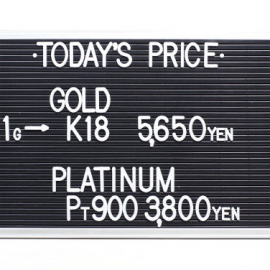 ·TODAY'S PRICE·
GOLD
1G→ K18 5,650YEN
PLATINUM
PT900 3,800YEN